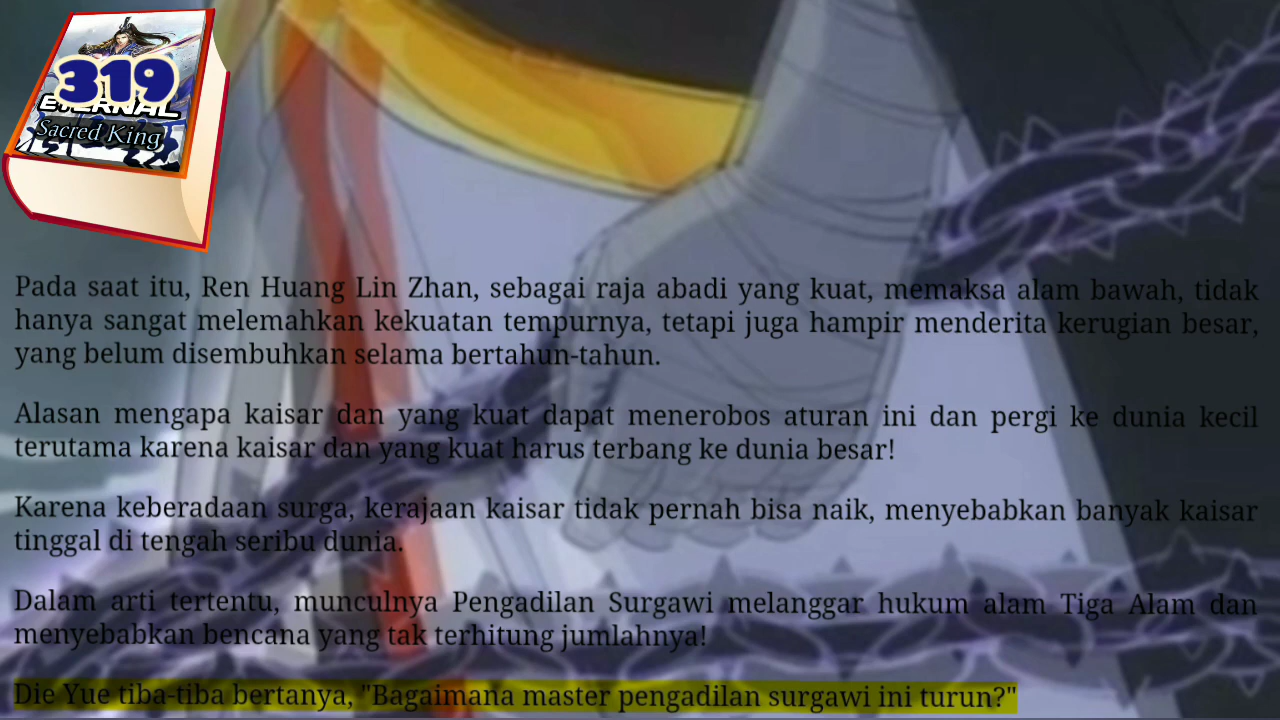 319
ETERNAL
Sacred King
Pada saat itu, Ren Huang Lin Zhan, sebagai raja abadi yang kuat, memaksa alam bawah, tidak
hanya sangat melemahkan kekuatan tempurnya, tetapi juga hampir menderita kerugian besar,
yang belum disembuhkan selama bertahun-tahun.
Alasan mengapa kaisar dan yang kuat dapat menerobos aturan ini dan pergi ke dunia kecil
terutama karena kaisar dan yang kuat harus terbang ke dunia besar!
Karena keberadaan surga, kerajaan kaisar tidak pernah bisa naik, menyebabkan banyak kaisar
tinggal di tengah seribu dunia.
Dalam arti tertentu, munculnya Pengadilan Surgawi melanggar hukum alam Tiga Alam dan
menyebabkan bencana yang tak terhitung jumlahnya!
Die Yue tiba-tiba bertanya, "Bagaimana master pengadilan surgawi ini turun?"